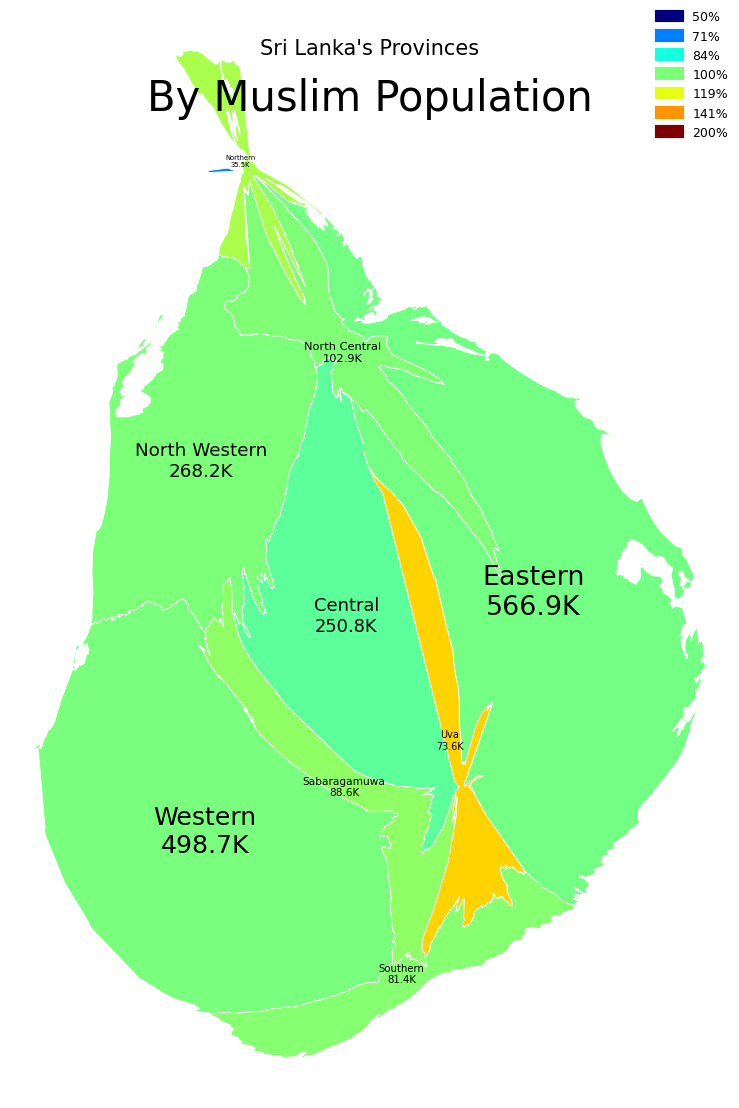 Sri Lanka's Provinces
By Muslim Population
50%
71%
84%
100%
119%
141%
200%
Northern
35.5K
North Central
102.9K
North Western
268.2K
Eastern
566.9K
Central
250.8K
Uva
73.6K
Sabaragamuwa
88.6K
Western
498.7K
Southern
81.4K